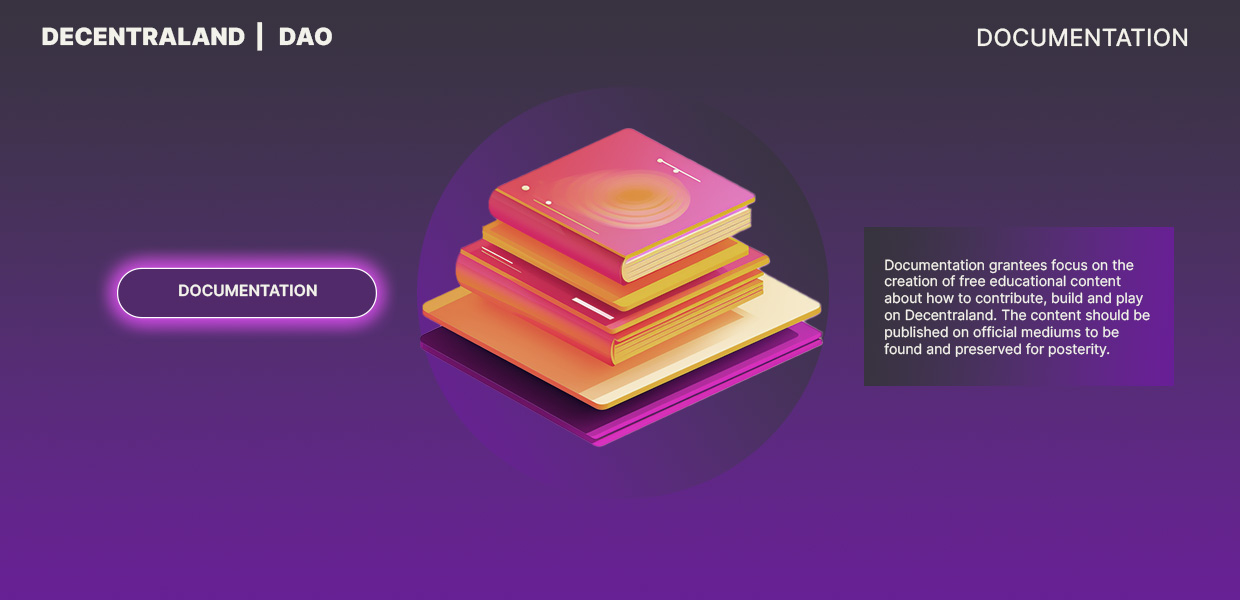 DECENTRALAND | DAO
DOCUMENTATION
DOCUMENTATION
Documentation grantees focus on the
creation of free educational content
about how to contribute, build and play
on Decentraland. The content should be
published on official mediums to be
found and preserved for posterity.